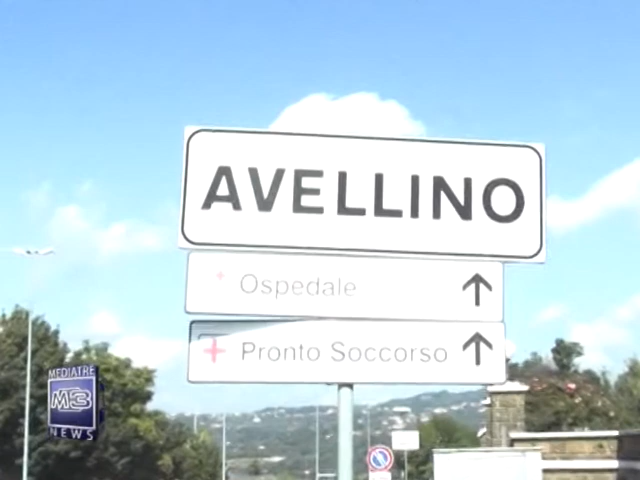 AVELLINO
Ospedale
Pronto Soccorso
MEDIATRE
M3
NEWS